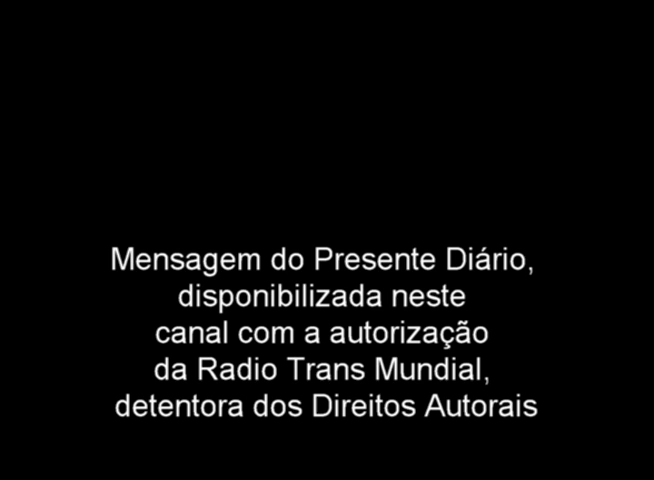 Mensagem do Presente Diário,
disponibilizada neste
canal com a autorização
da Radio Trans Mundial,
detentora dos Direitos Autorais